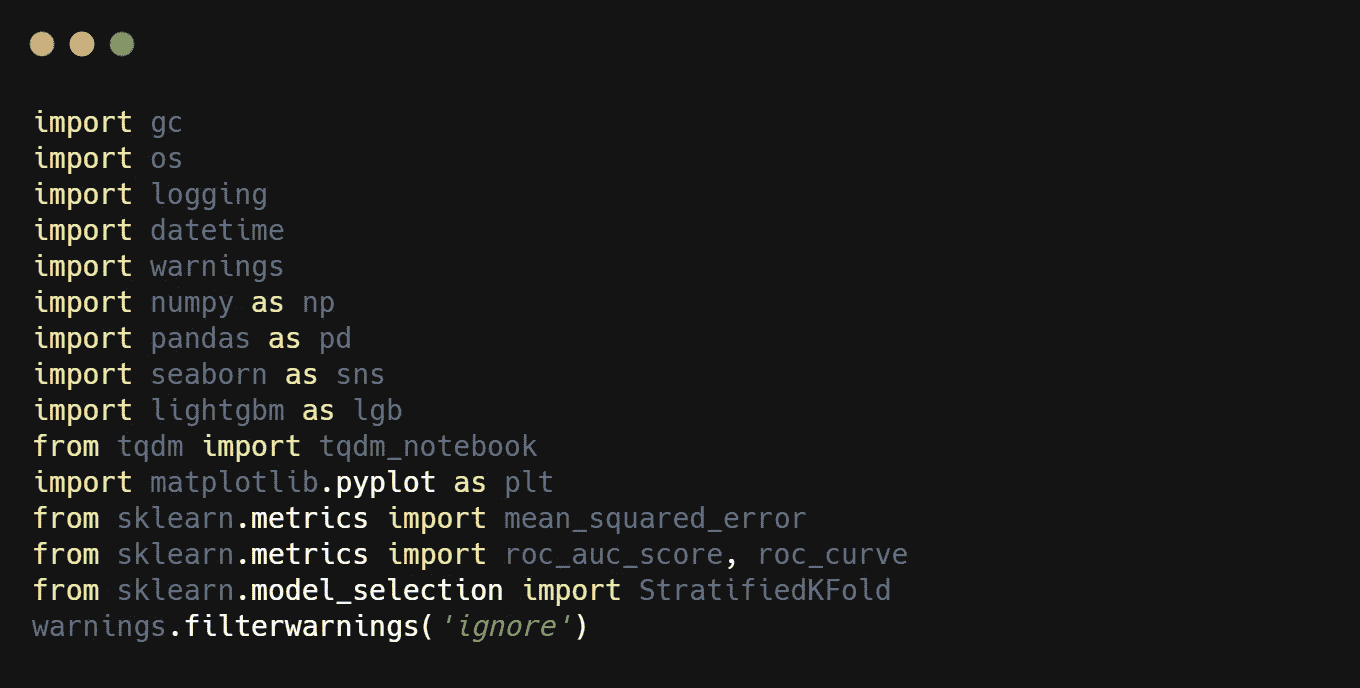 import gc
import os
import logging
import datetime
import warnings
import numpy as np
import pandas as pd
import seaborn as sns
import lightgbm as lgb
from tqdm import tqdm_notebook
import matplotlib.pyplot as plt
from sklearn.metrics import mean_squared_error
from sklearn.metrics import roc_auc_score, roc_curve
from sklearn.model_selection import StratifiedKFold
warnings.filterwarnings('ignore')